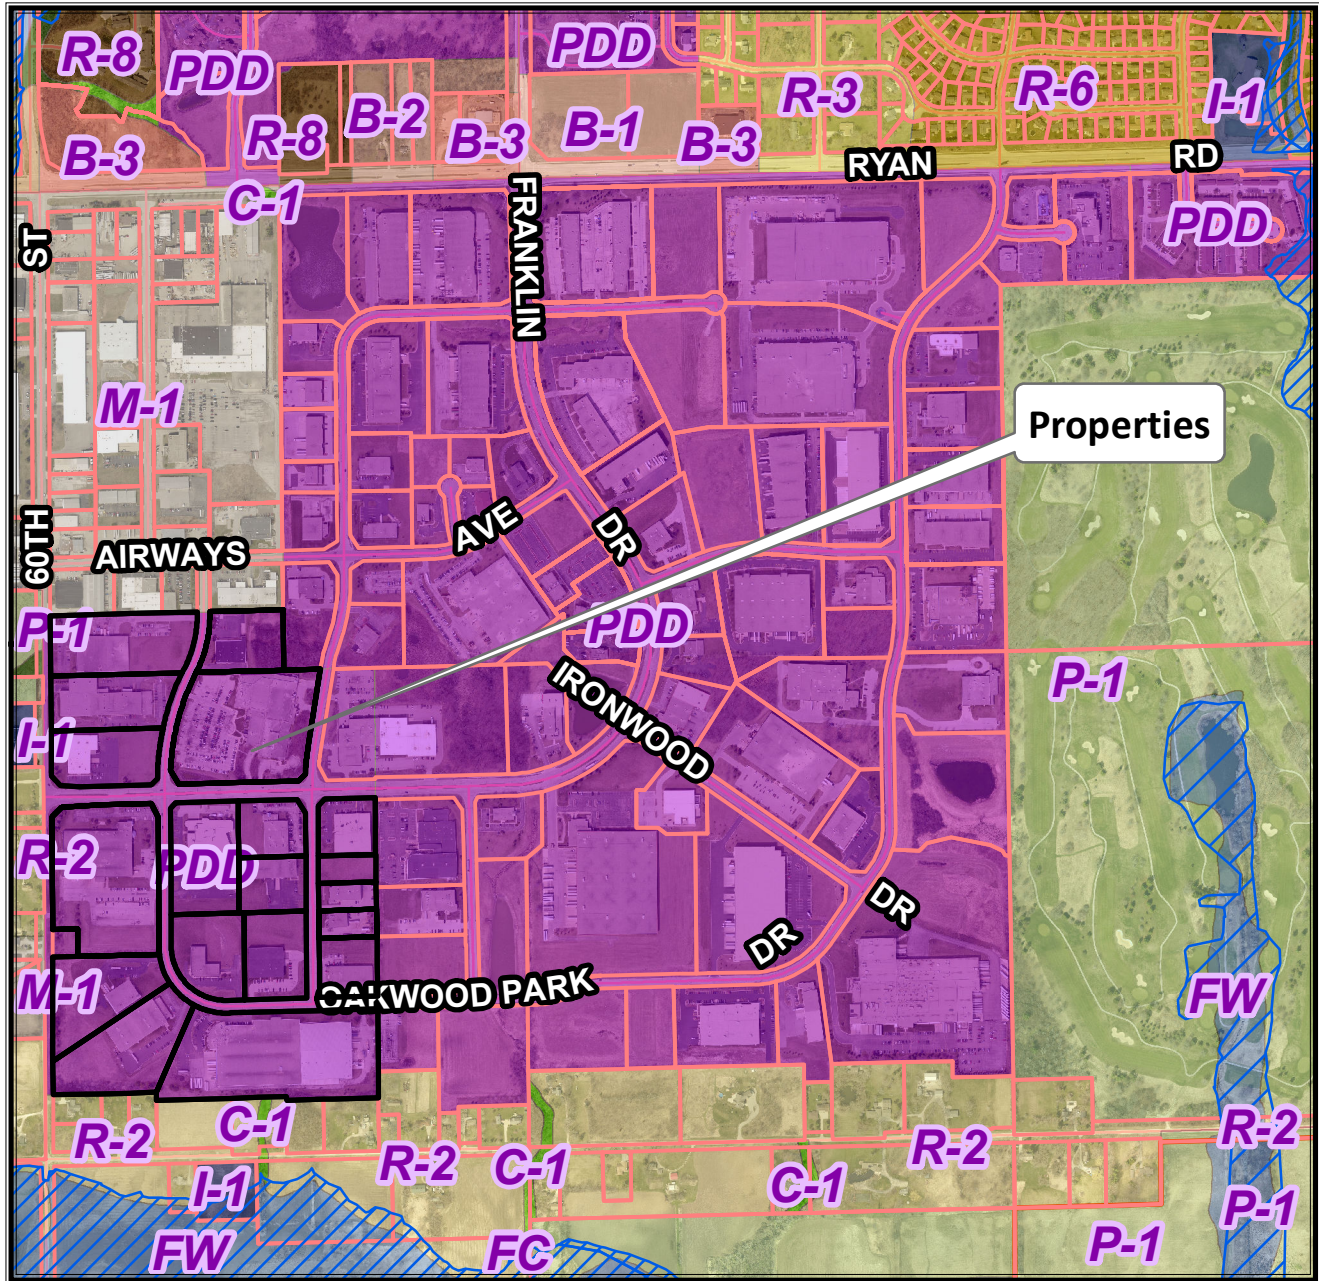 R-8
PDD
PDD
R-3
R-6
I-1
B-3
R-8
B-2
B-3
B-1
B-3
RYAN
RD
C-1
FRANKLIN
PDD
ST
M-1
Properties
60TH
AIRWAYS
AVE
DR
P-1
PDD
P-1
I-1
IRONWOOD
R-2
PDD
DR
DR
M-1
OAKWOOD PARK
FW
R-2
C-1
R-2
C-1
R-2
R-2
I-1
C-1
P-1
FW
FC
P-1